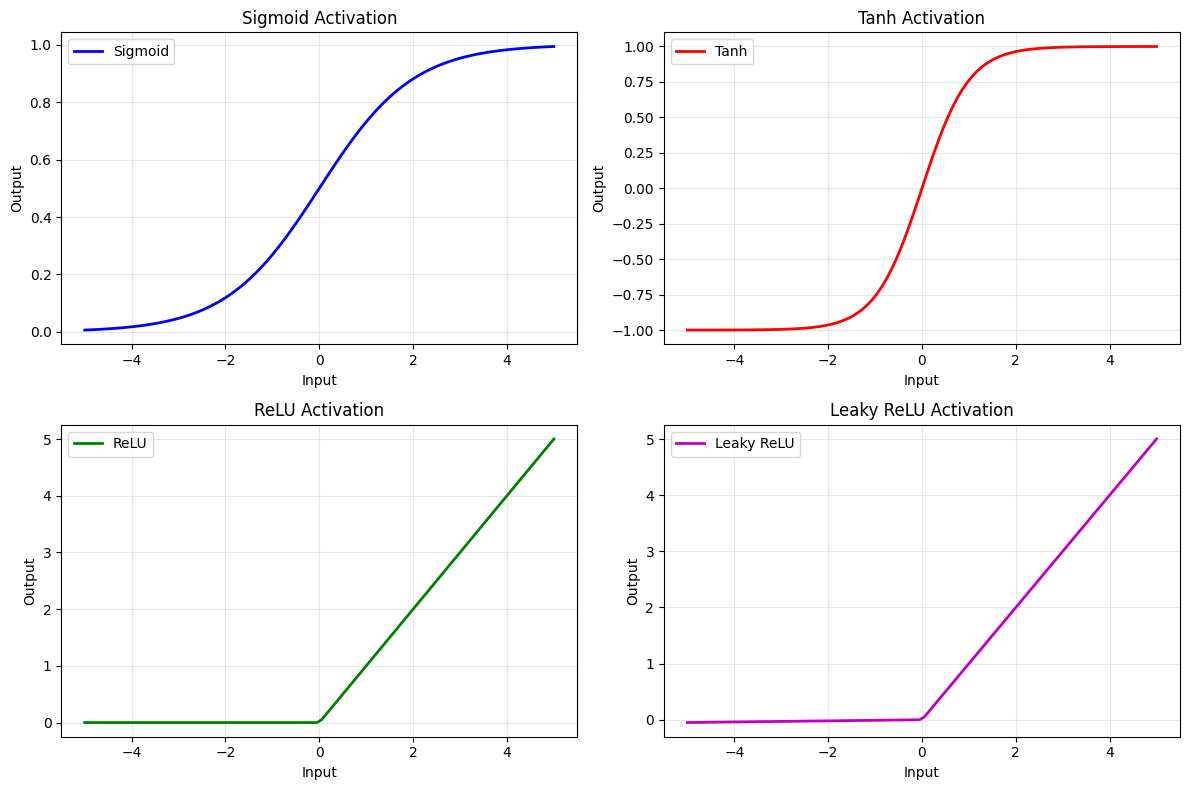 Sigmoid Activation
Sigmoid
1.0
0.8
0.6
0.4
0.2
0.0
Output
−4
−2
0
2
4
Input
Tanh Activation
Tanh
1.00
0.75
0.50
0.25
0.00
−0.25
−0.50
−0.75
−1.00
Output
−4
−2
0
2
4
Input
ReLU Activation
ReLU
5
4
3
2
1
0
Output
−4
−2
0
2
4
Input
Leaky ReLU Activation
Leaky ReLU
5
4
3
2
1
0
Output
−4
−2
0
2
4
Input